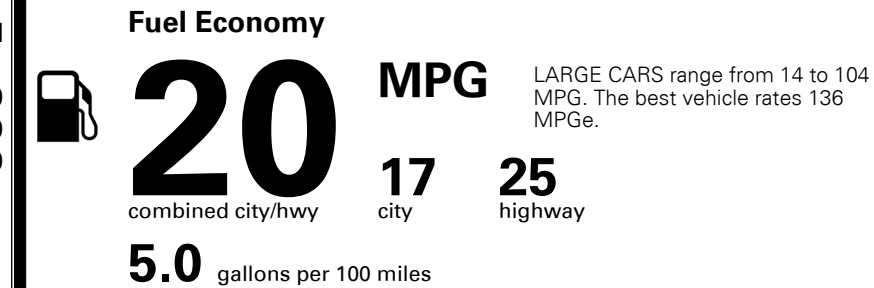 Fuel Economy
20
MPG
LARGE CARS range from 14 to 104
MPG. The best vehicle rates 136
MPGe.
17
25
combined city/hwy
city
highway
5.0 gallons per 100 miles